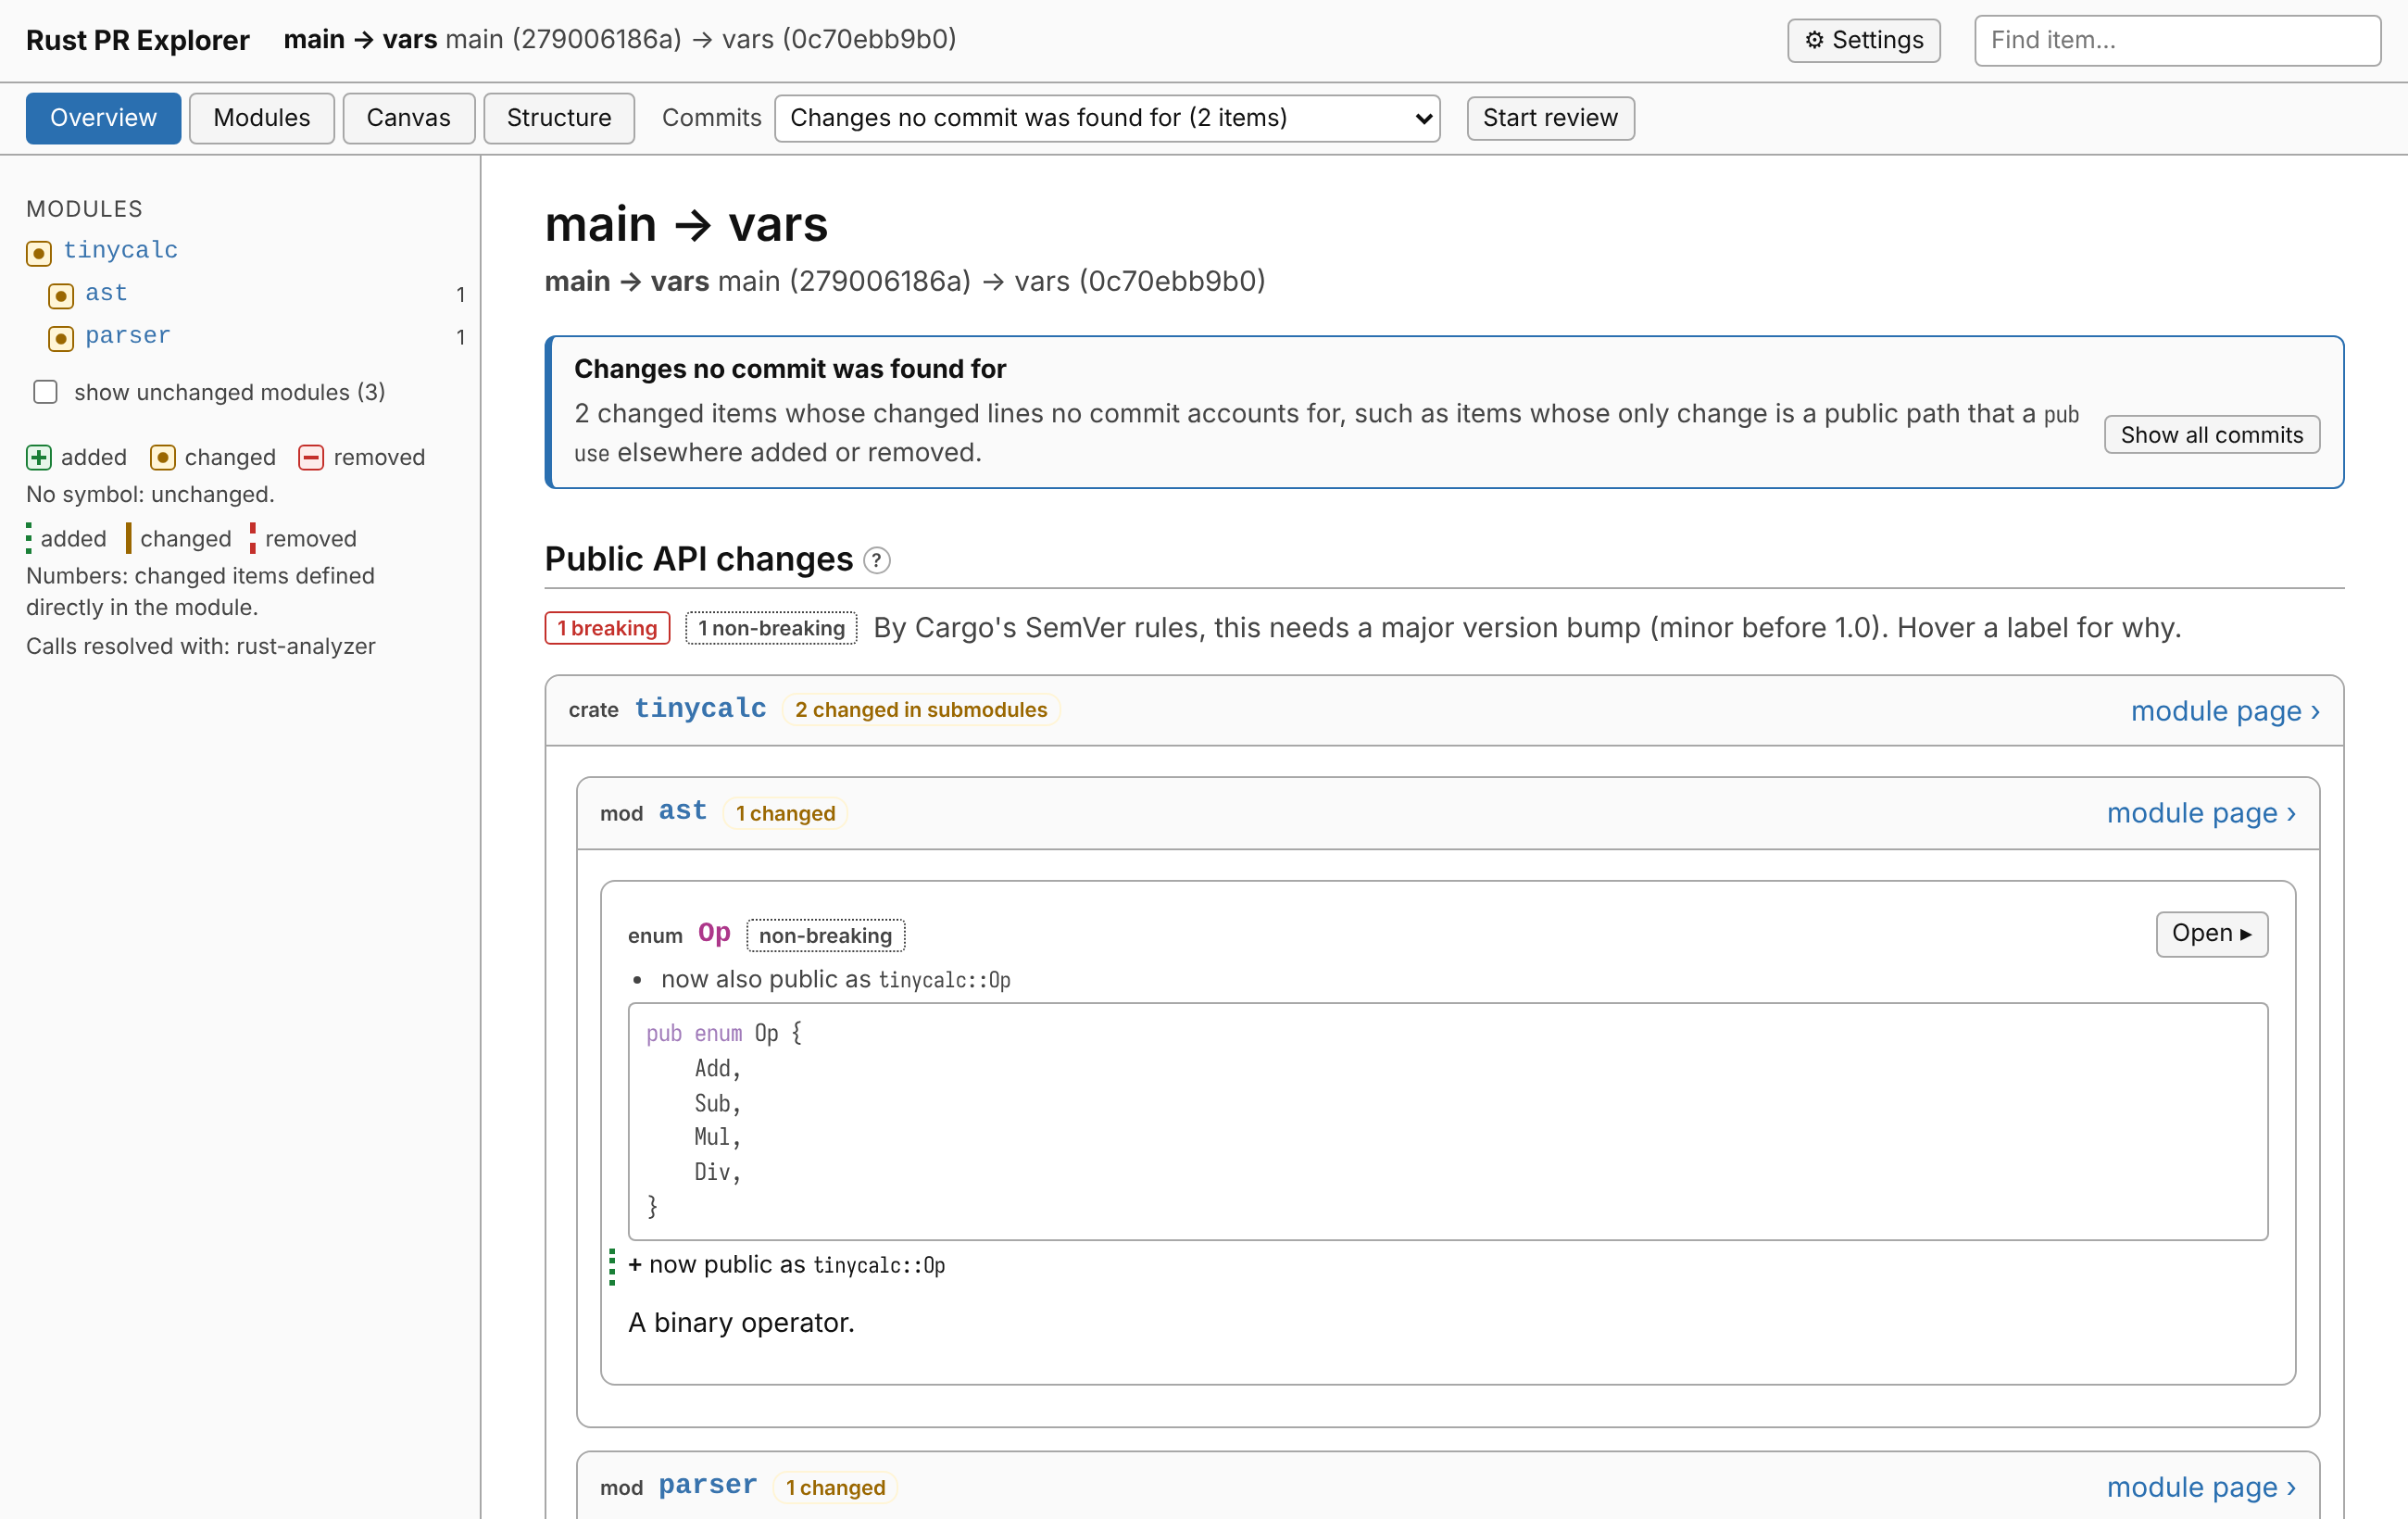 Rust PR Explorer main → vars main (279006186a) → vars (0c70ebb9b0) ⚙ Settings Find item...
Overview Modules Canvas Structure Commits Changes no commit was found for (2 items) Start review
MODULES
tinycalc
ast 1
parser 1
show unchanged modules (3)
added changed removed
No symbol: unchanged.
added changed removed
Numbers: changed items defined
directly in the module.
Calls resolved with: rust-analyzer
main → vars
main → vars main (279006186a) → vars (0c70ebb9b0)
Changes no commit was found for
2 changed items whose changed lines no commit accounts for, such as items whose only change is a public path that a pub
use elsewhere added or removed.
Show all commits
Public API changes ?
1 breaking 1 non-breaking By Cargo's SemVer rules, this needs a major version bump (minor before 1.0). Hover a label for why.
crate tinycalc 2 changed in submodules module page ›
mod ast 1 changed module page ›
enum Op non-breaking Open ▸
• now also public as tinycalc::Op
pub enum Op {
    Add,
    Sub,
    Mul,
    Div,
}
+ now public as tinycalc::Op
A binary operator.
mod parser 1 changed module page ›